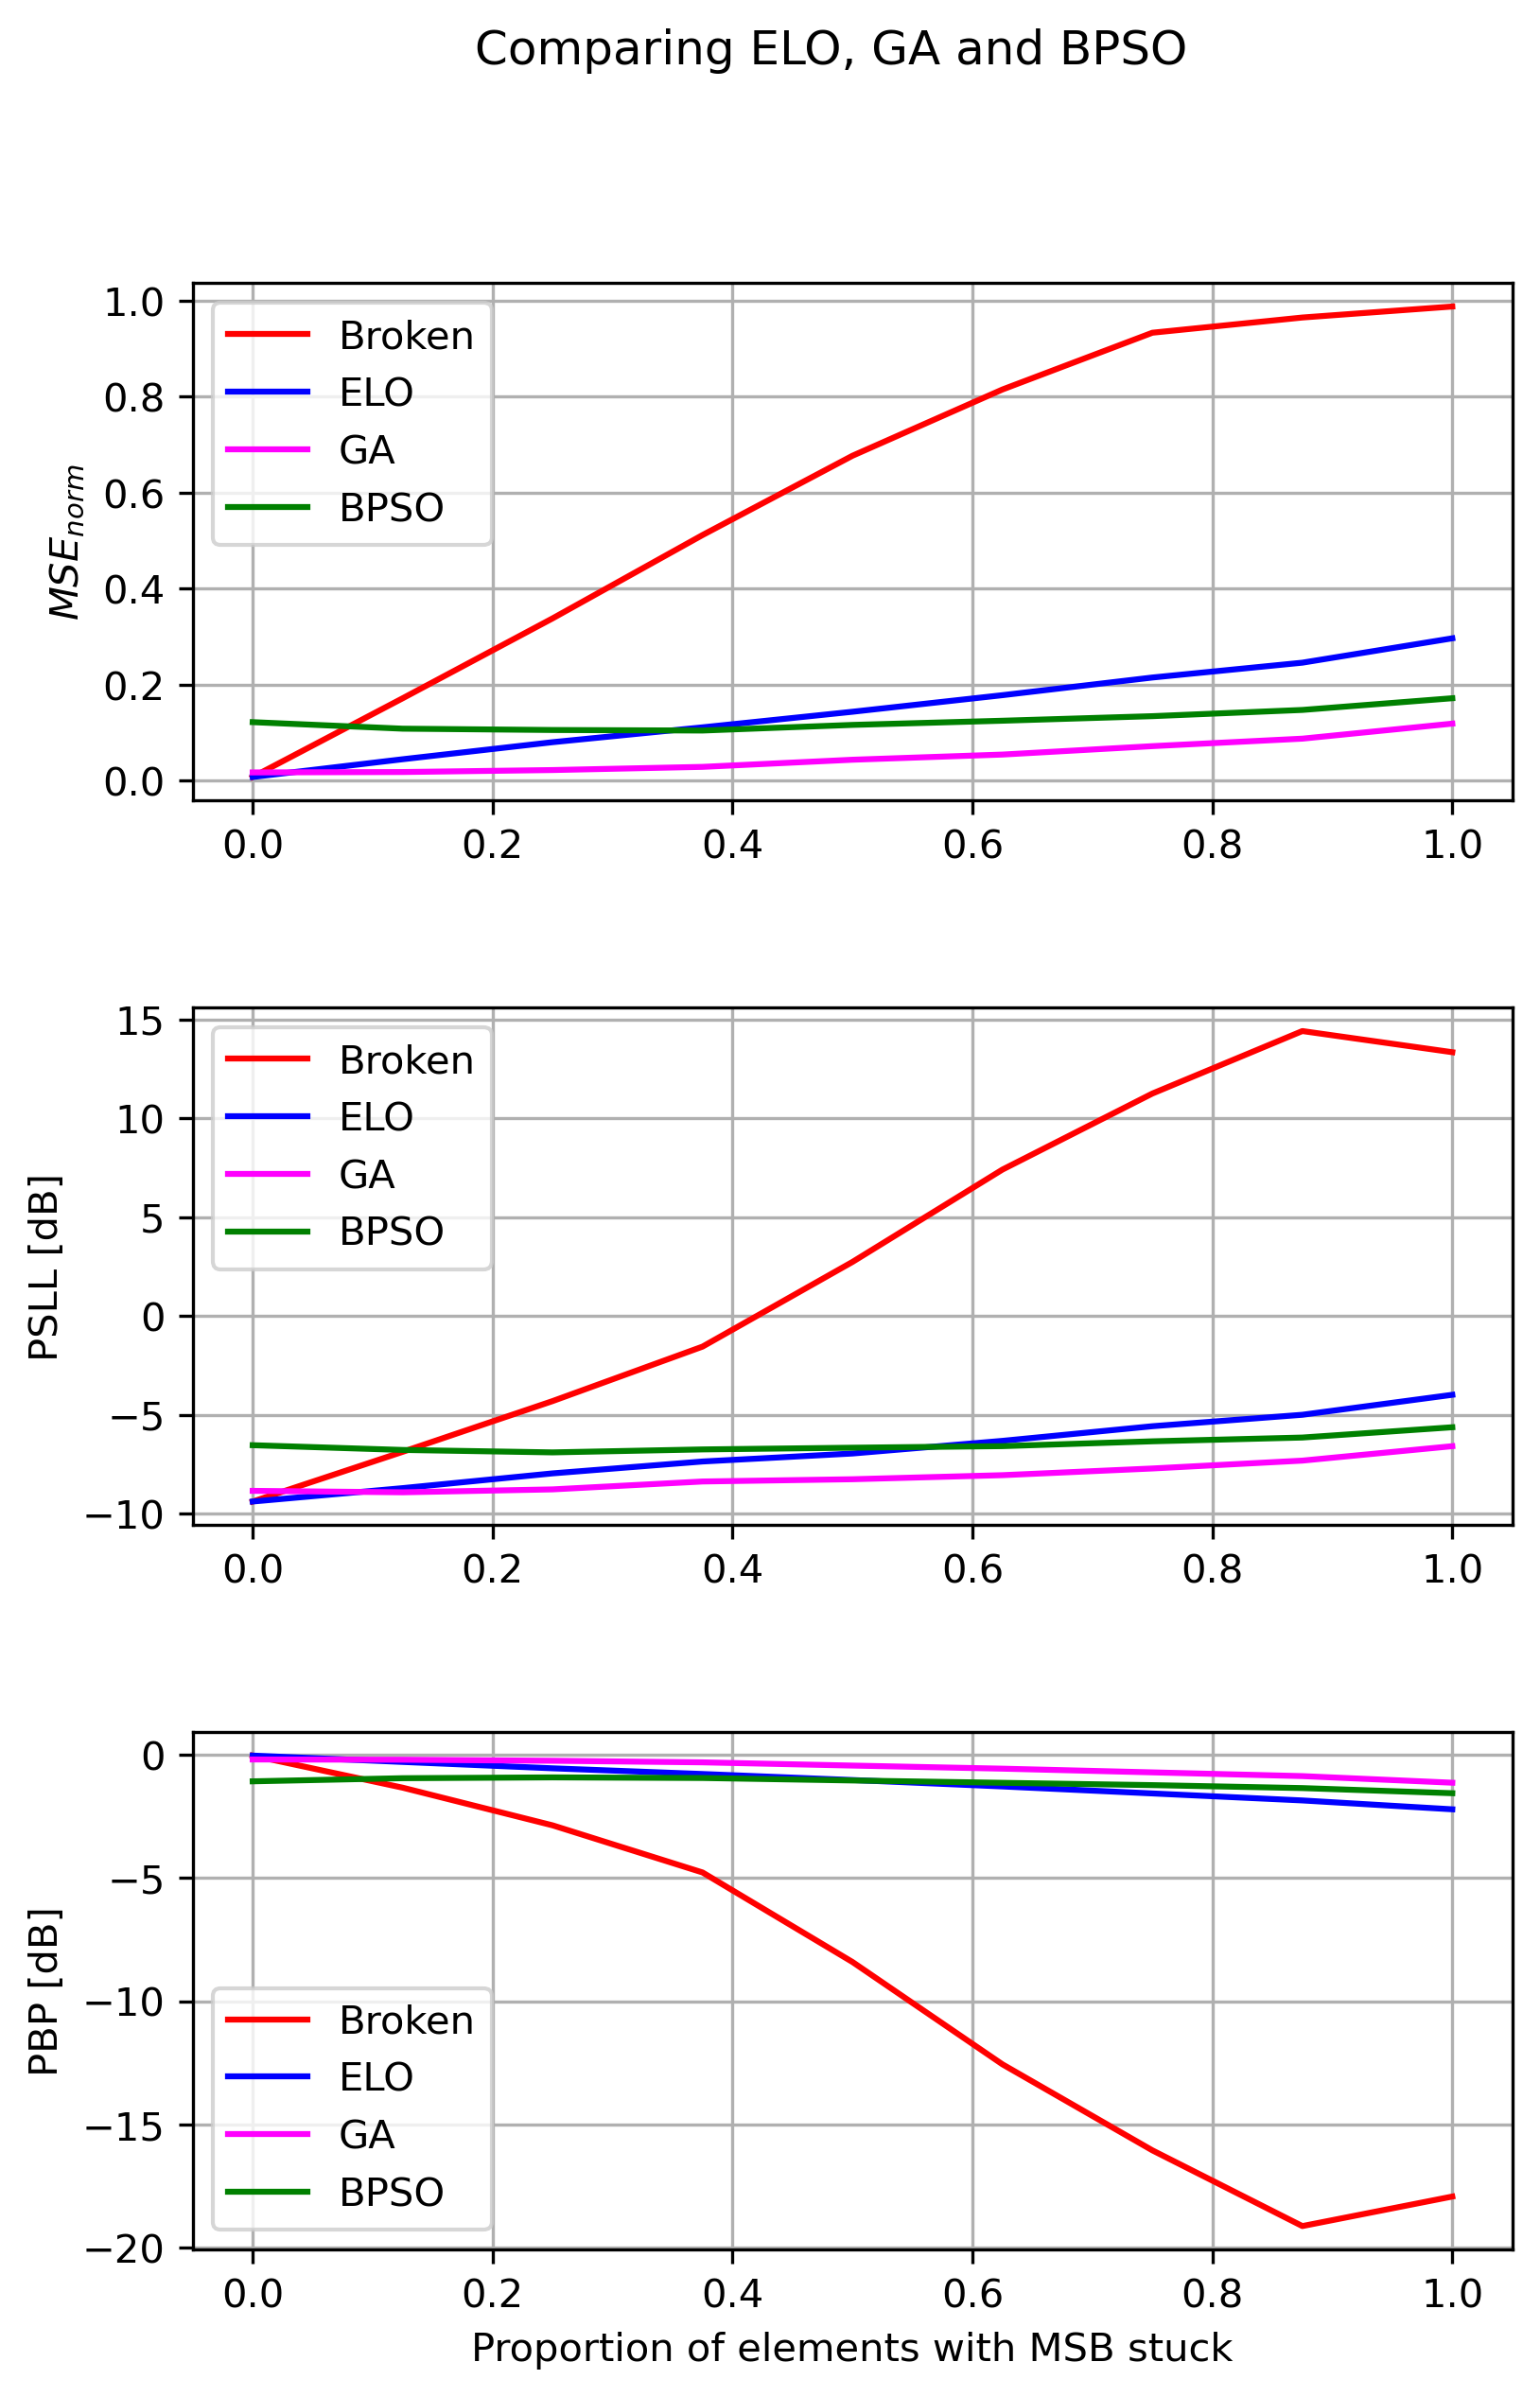 Comparing ELO, GA and BPSO
1.0
0.8
0.6
0.4
0.2
0.0
MSE_norm
Broken
ELO
GA
BPSO
0.0 0.2 0.4 0.6 0.8 1.0
15
10
5
0
−5
−10
PSLL [dB]
Broken
ELO
GA
BPSO
0.0 0.2 0.4 0.6 0.8 1.0
0
−5
−10
−15
−20
PBP [dB]
Broken
ELO
GA
BPSO
0.0 0.2 0.4 0.6 0.8 1.0
Proportion of elements with MSB stuck